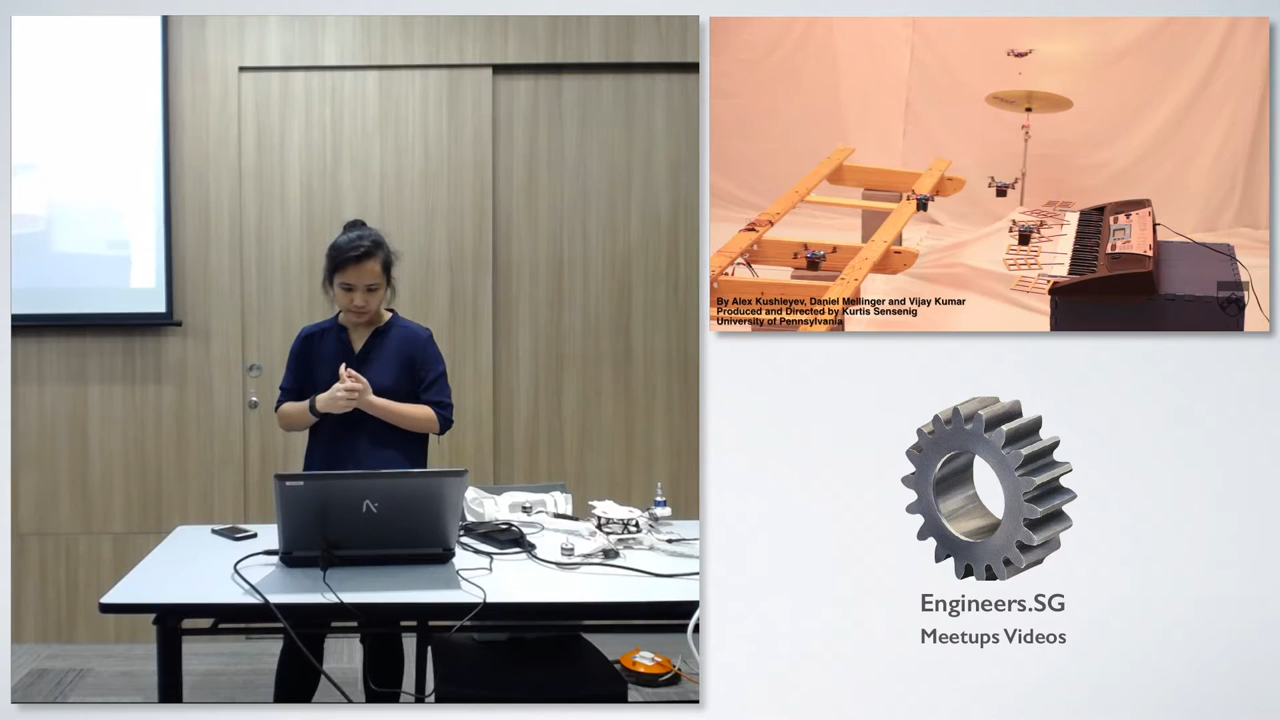 By Alex Kushleyev, Daniel Mellinger and Vijay Kumar
Produced and Directed by Kurtis Sensenig
University of Pennsylvania
Engineers.SG
Meetups Videos